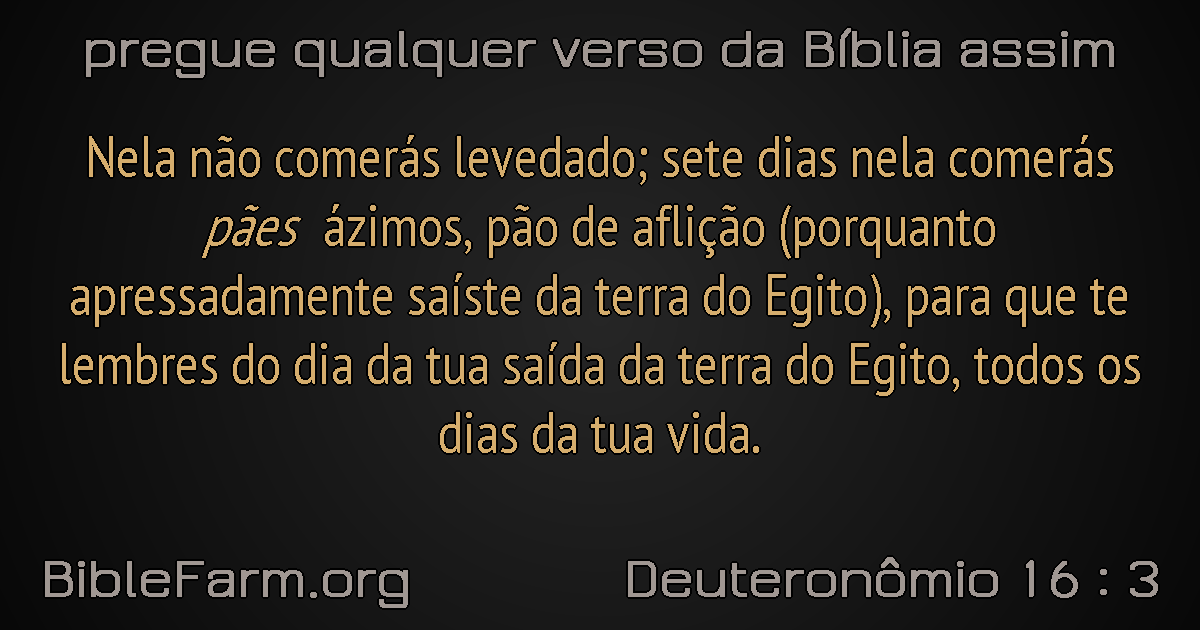 pregue qualquer verso da Bíblia assim
Nela não comerás levedado; sete dias nela comerás
pães ázimos, pão de aflição (porquanto
apressadamente saíste da terra do Egito), para que te
lembres do dia da tua saída da terra do Egito, todos os
dias da tua vida.
BibleFarm.org
Deuteronômio 16 : 3